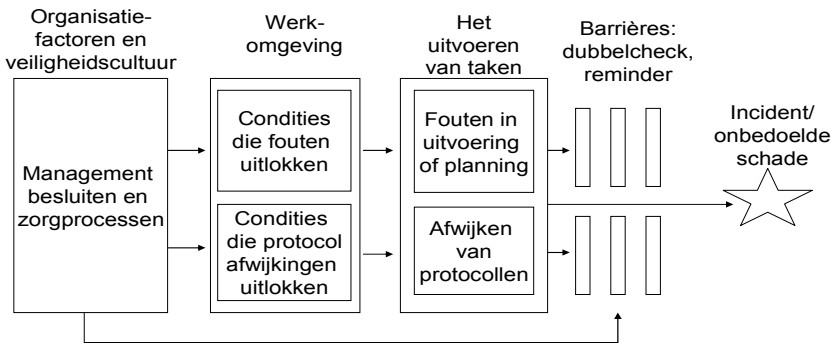 Organisatie-
factoren en
veiligheidscultuur
Werk-
omgeving
Het
uitvoeren
van taken
Barrières:
dubbelcheck,
reminder
Management
besluiten en
zorgprocessen
Condities
die fouten
uitlokken
Condities
die protocol
afwijkingen
uitlokken
Fouten in
uitvoering
of planning
Afwijken
van
protocollen
Incident/
onbedoelde
schade